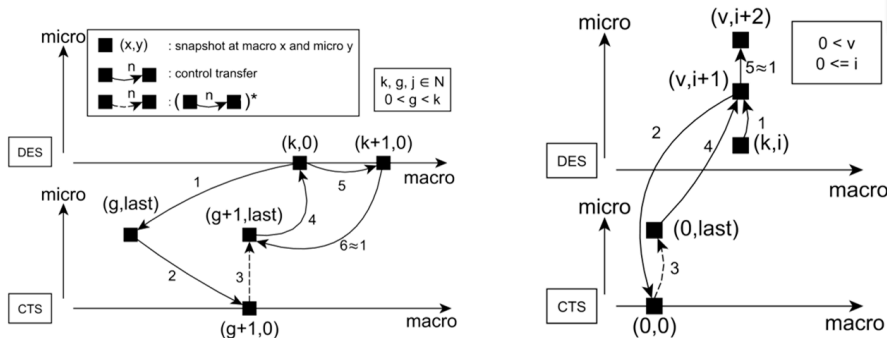 micro
(x,y) : snapshot at macro x and micro y
n : control transfer
n : ( n )*
k, g, j ∈ N
0 < g < k
DES
(k,0)
(k+1,0)
macro
1
5
micro
(g,last)
(g+1,last)
4
6≈1
2
3
CTS
(g+1,0)
macro
micro
(v,i+2)
0 < v
0 <= i
5≈1
(v,i+1)
2
4
1
(k,i)
DES
macro
micro
(0,last)
3
CTS
(0,0)
macro